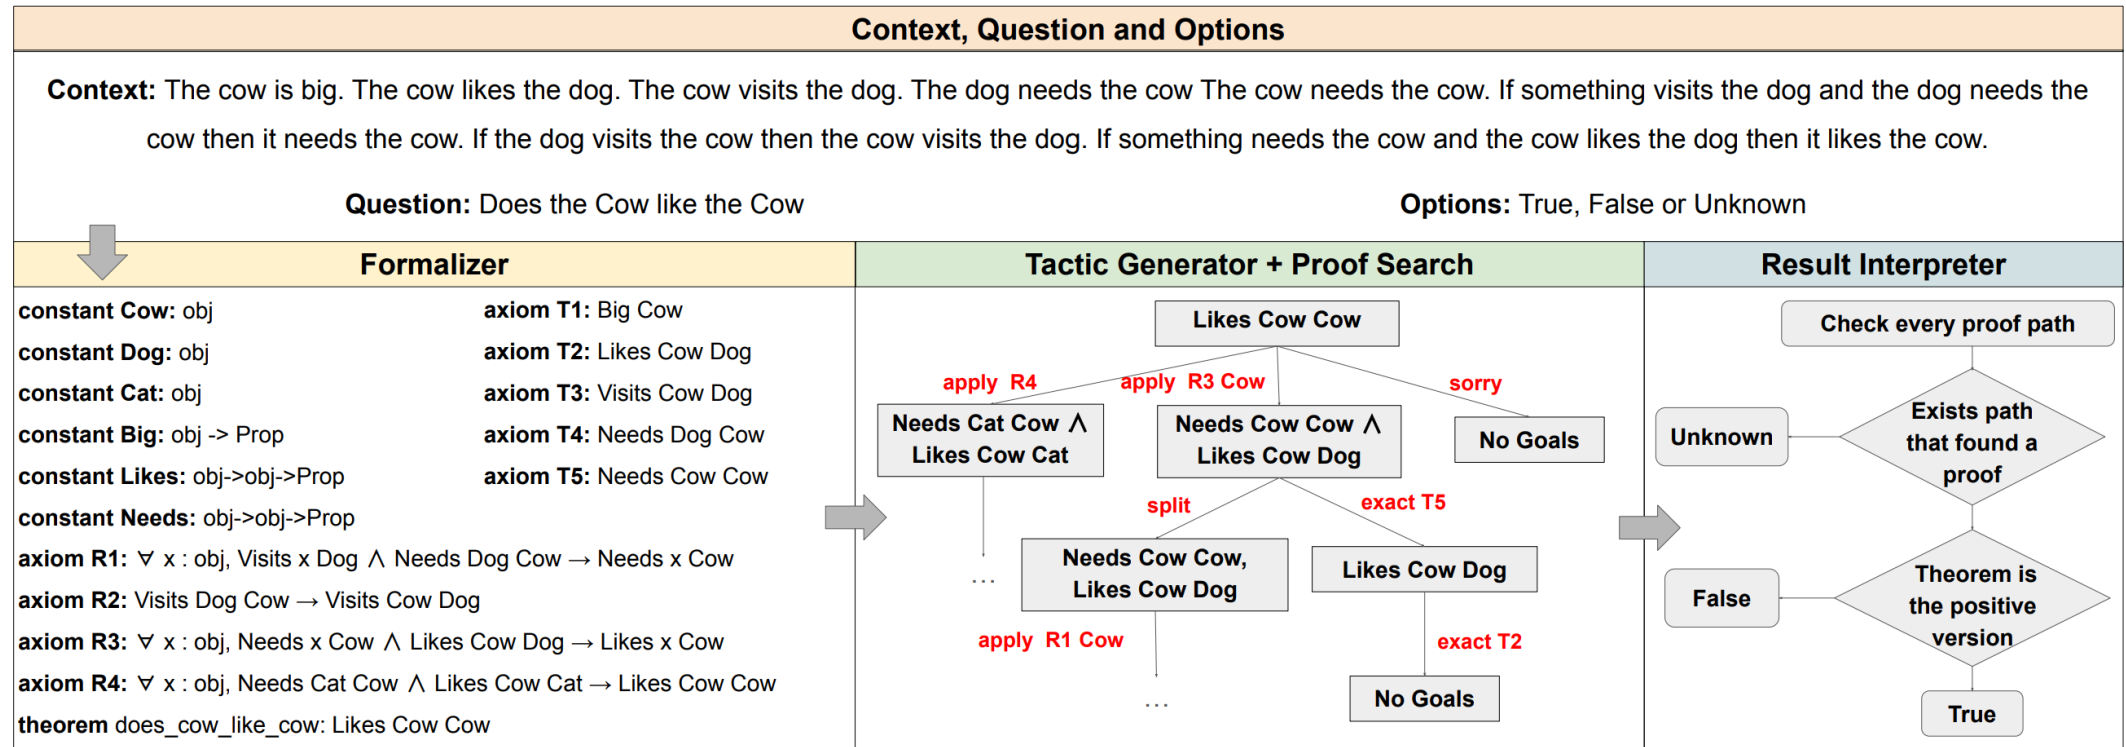 Context, Question and Options
Context: The cow is big. The cow likes the dog. The cow visits the dog. The dog needs the cow The cow needs the cow. If something visits the dog and the dog needs the
cow then it needs the cow. If the dog visits the cow then the cow visits the dog. If something needs the cow and the cow likes the dog then it likes the cow.
Question: Does the Cow like the Cow
Options: True, False or Unknown
Formalizer
constant Cow: obj
constant Dog: obj
constant Cat: obj
constant Big: obj -> Prop
constant Likes: obj->obj->Prop
constant Needs: obj->obj->Prop
axiom T1: Big Cow
axiom T2: Likes Cow Dog
axiom T3: Visits Cow Dog
axiom T4: Needs Dog Cow
axiom T5: Needs Cow Cow
axiom R1: ∀ x : obj, Visits x Dog ∧ Needs Dog Cow → Needs x Cow
axiom R2: Visits Dog Cow → Visits Cow Dog
axiom R3: ∀ x : obj, Needs x Cow ∧ Likes Cow Dog → Likes x Cow
axiom R4: ∀ x : obj, Needs Cat Cow ∧ Likes Cow Cat → Likes Cow Cow
theorem does_cow_like_cow: Likes Cow Cow
Tactic Generator + Proof Search
Likes Cow Cow
apply R4
apply R3 Cow
sorry
Needs Cat Cow ∧
Likes Cow Cat
Needs Cow Cow ∧
Likes Cow Dog
No Goals
split
exact T5
...
Needs Cow Cow,
Likes Cow Dog
Likes Cow Dog
apply R1 Cow
exact T2
...
No Goals
Result Interpreter
Check every proof path
Exists path
that found a
proof
Unknown
Theorem is
the positive
version
False
True